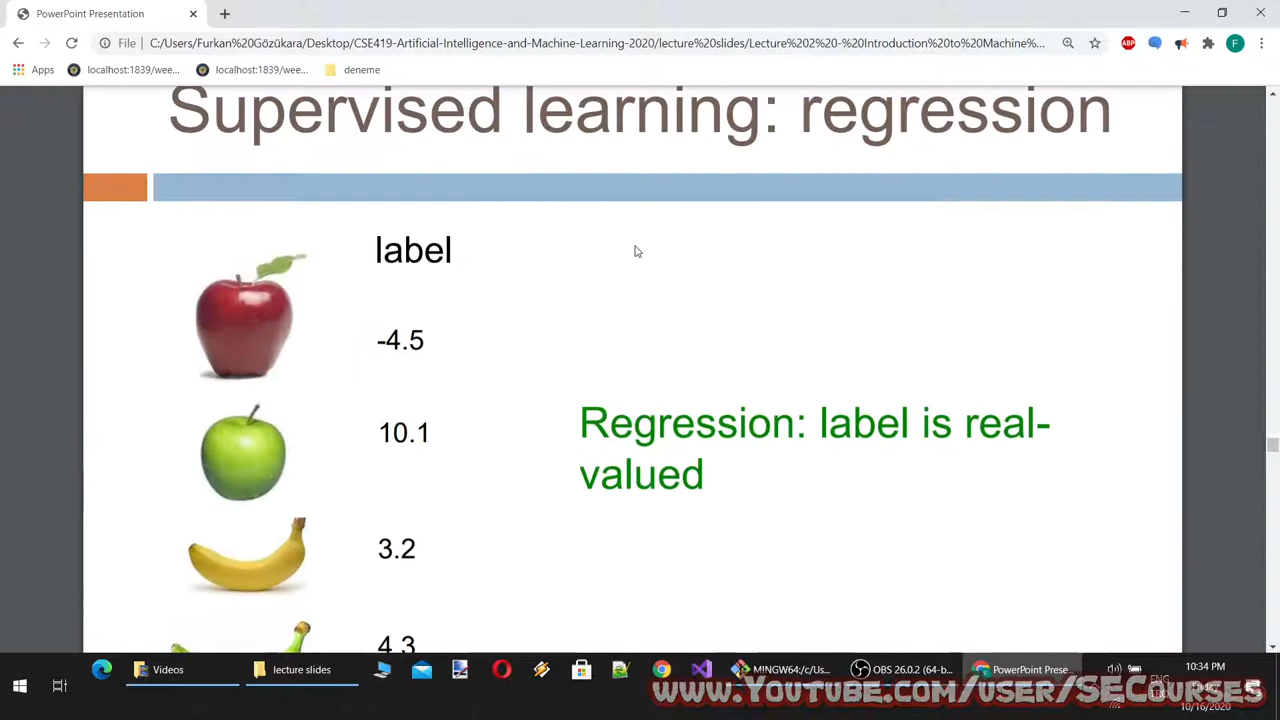 PowerPoint Presentation
File
C:/Users/Furkan%20Gözükara/Desktop/CSE419-Artificial-Intelligence-and-Machine-Learning-2020/lecture%20slides/Lecture%202%20-%20Introduction%20to%20Machine%...
ABP
F
Apps
localhost:1839/wee...
localhost:1839/wee...
deneme
Supervised learning: regression
label
-4.5
10.1
Regression: label is real-
valued
3.2
4.3
Videos
lecture slides
MINGW64:/c/Us...
OBS 26.0.2 (64-b...
PowerPoint Prese...
ENG
10:34 PM
Friday
10/16/2020
www.Youtube.com/user/SECourses